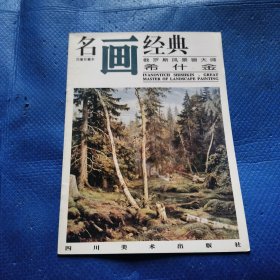 名画经典
俄罗斯风景画大师
希什金
IVANOVITCH SHISHKIN , GREAT
MASTER OF LANDSCAPE PAINTING
四川美术出版社